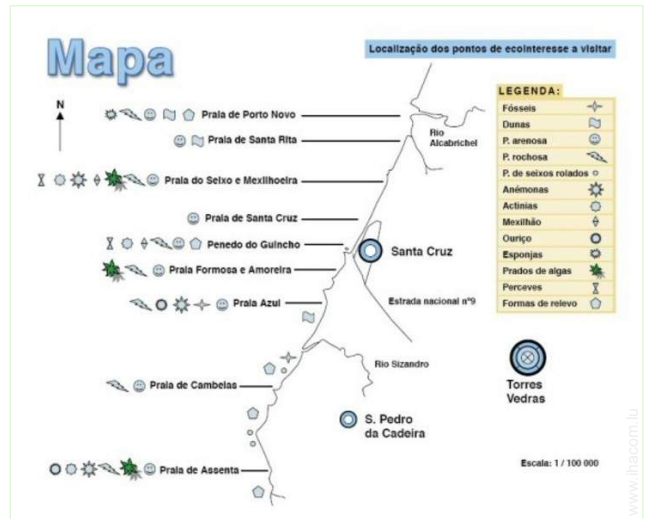 Mapa
Localização dos pontos de ecointeresse a visitar
N
Praia de Porto Novo
Rio
Alcabrichel
Praia de Santa Rita
Praia do Seixo e Mexilhoeira
Praia de Santa Cruz
Penedo do Guincho
Santa Cruz
Praia Formosa e Amoreira
Praia Azul
Estrada nacional nº9
Rio Sizandro
Praia de Cambelas
S. Pedro
da Cadeira
Praia de Assenta
LEGENDA:
Fósseis
Dunas
P. arenosa
P. rochosa
P. de seixos rolados
Anémonas
Actínias
Mexilhão
Ouriço
Esponjas
Prados de algas
Perceves
Formas de relevo
Torres
Vedras
Escala: 1 / 100 000
www.ihacom.lu